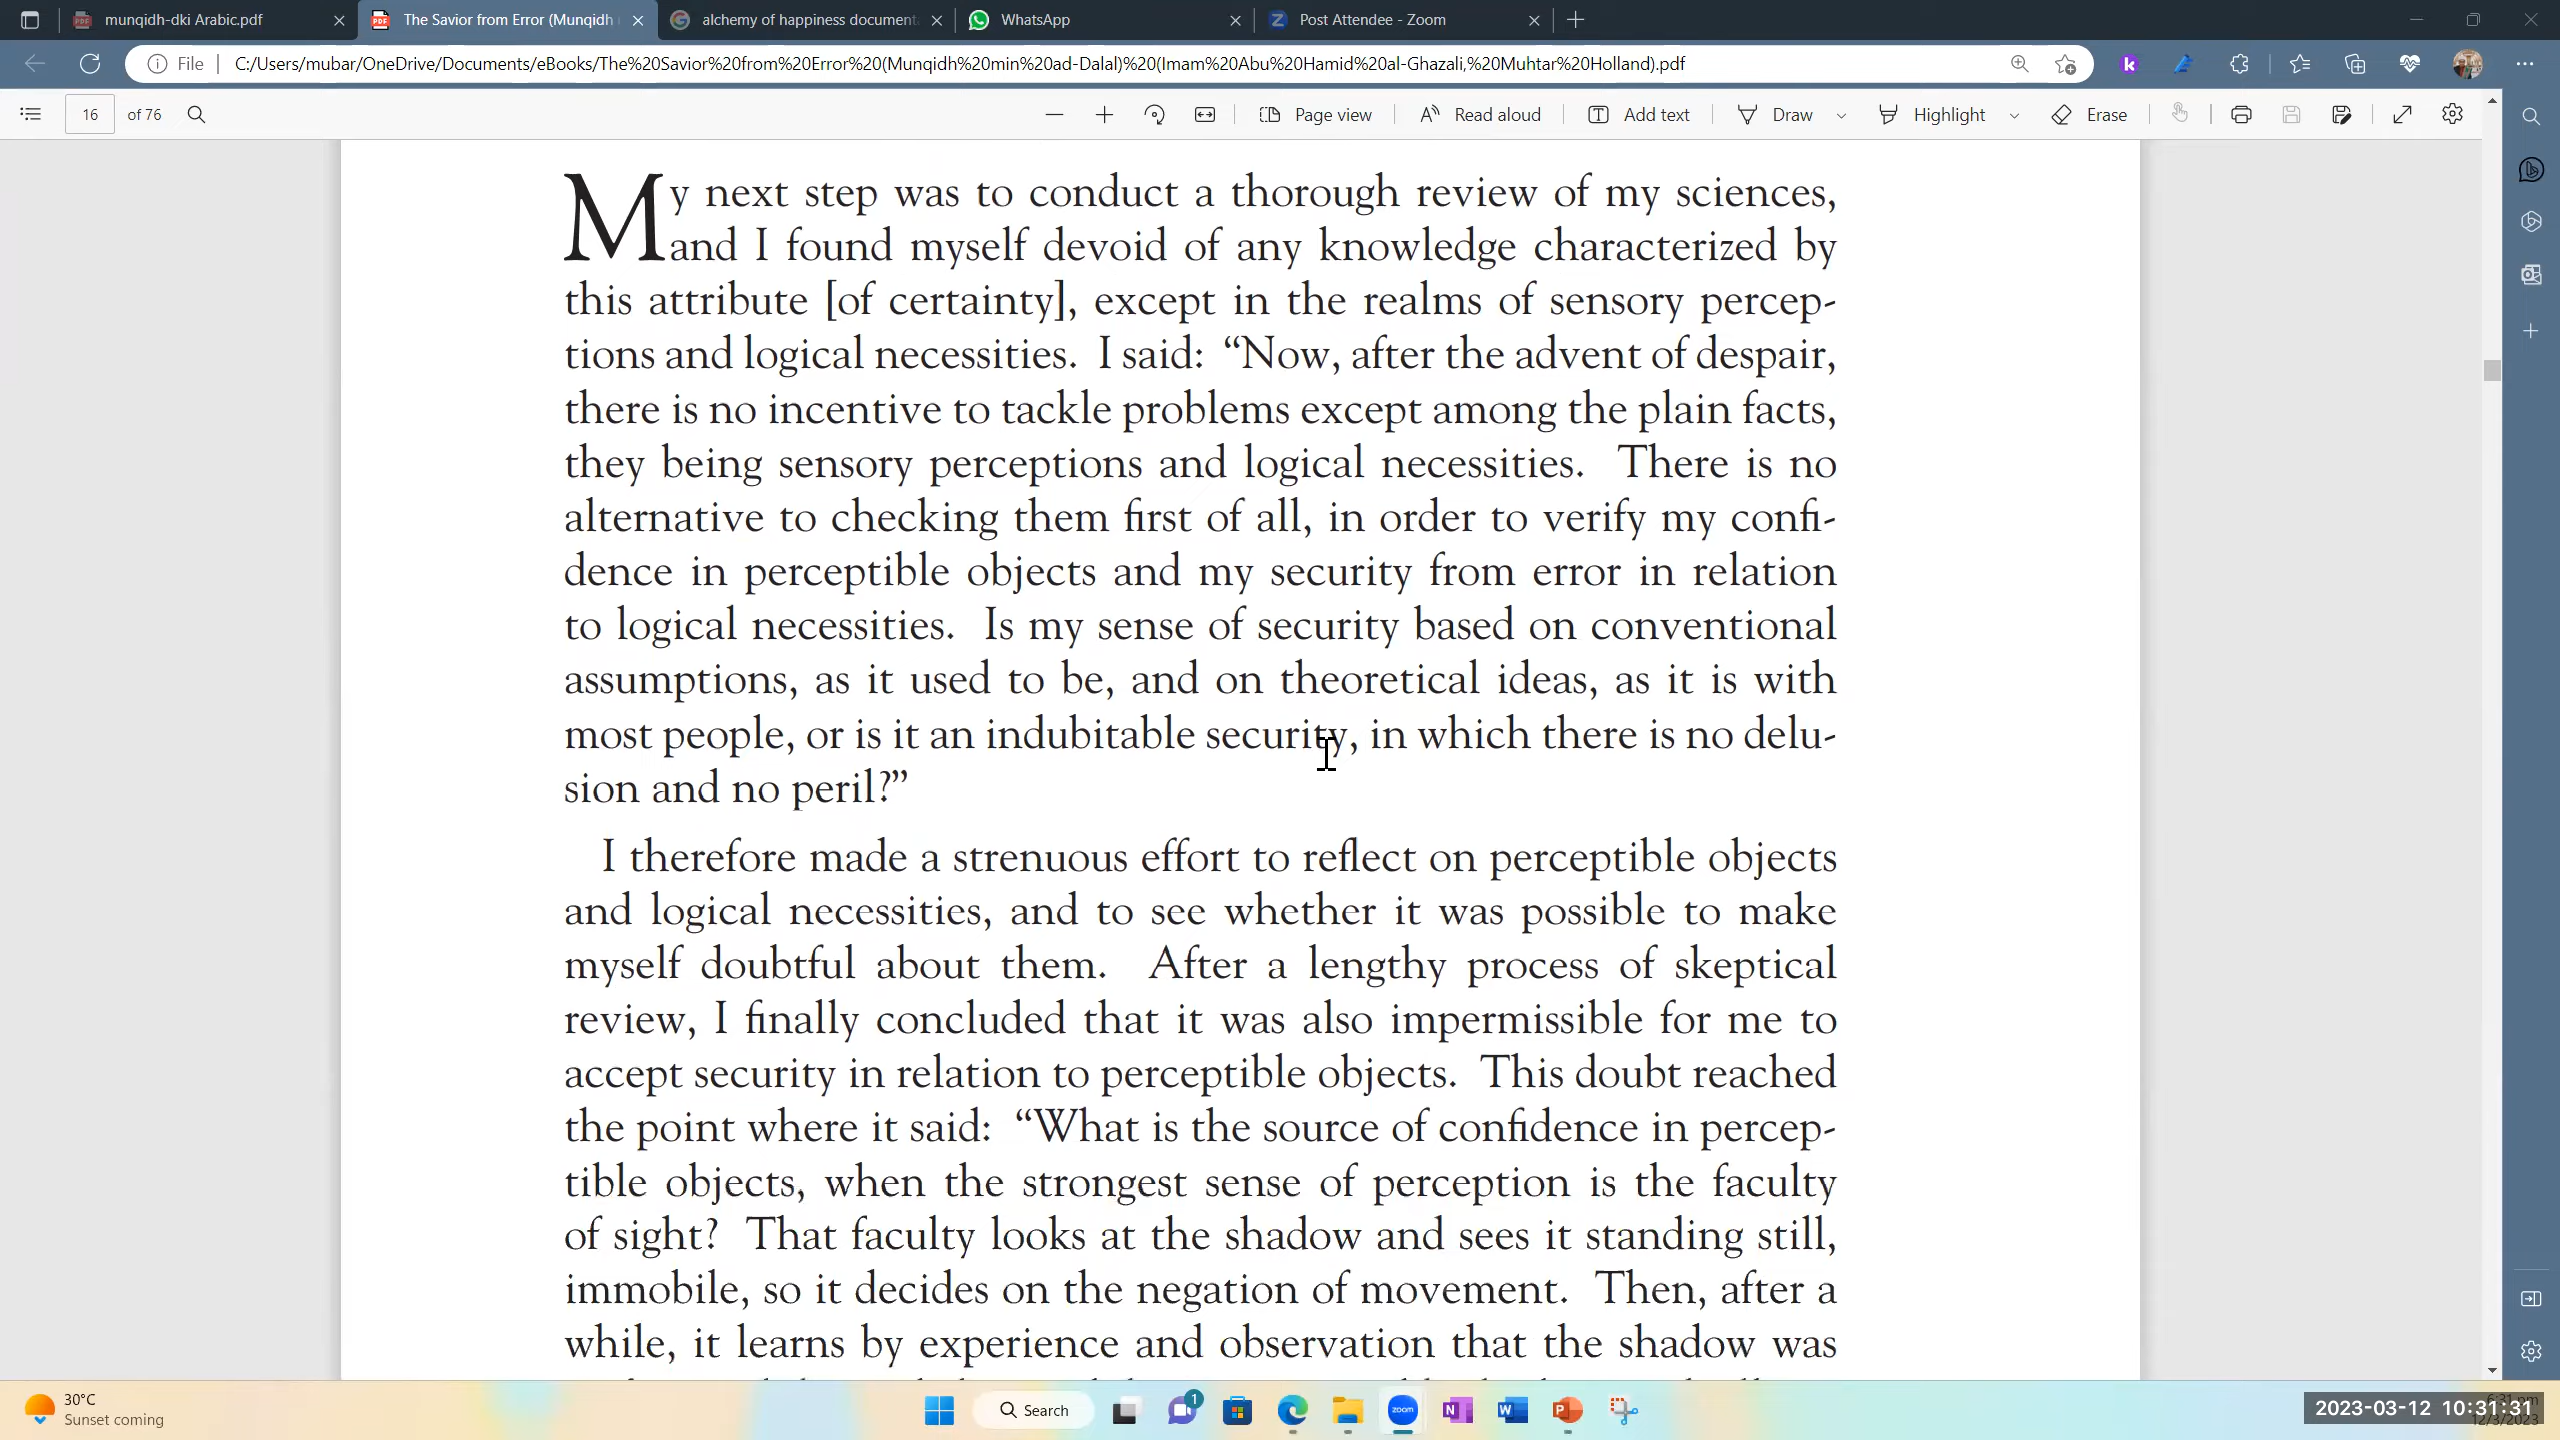 munqidh-dki Arabic.pdf
The Savior from Error (Munqidh
alchemy of happiness document
WhatsApp
Post Attendee - Zoom
File
C:/Users/mubar/OneDrive/Documents/eBooks/The%20Savior%20from%20Error%20(Munqidh%20min%20ad-Dalal)%20(Imam%20Abu%20Hamid%20al-Ghazali,%20Muhtar%20Holland).pdf
16 of 76
Page view
Read aloud
Add text
Draw
Highlight
Erase
My next step was to conduct a thorough review of my sciences,
and I found myself devoid of any knowledge characterized by
this attribute [of certainty], except in the realms of sensory percep-
tions and logical necessities. I said: “Now, after the advent of despair,
there is no incentive to tackle problems except among the plain facts,
they being sensory perceptions and logical necessities. There is no
alternative to checking them first of all, in order to verify my confi-
dence in perceptible objects and my security from error in relation
to logical necessities. Is my sense of security based on conventional
assumptions, as it used to be, and on theoretical ideas, as it is with
most people, or is it an indubitable security, in which there is no delu-
sion and no peril?”
I therefore made a strenuous effort to reflect on perceptible objects
and logical necessities, and to see whether it was possible to make
myself doubtful about them. After a lengthy process of skeptical
review, I finally concluded that it was also impermissible for me to
accept security in relation to perceptible objects. This doubt reached
the point where it said: “What is the source of confidence in percep-
tible objects, when the strongest sense of perception is the faculty
of sight? That faculty looks at the shadow and sees it standing still,
immobile, so it decides on the negation of movement. Then, after a
while, it learns by experience and observation that the shadow was
30°C
Sunset coming
Search
1
zoom
2023-03-12 10:31:31